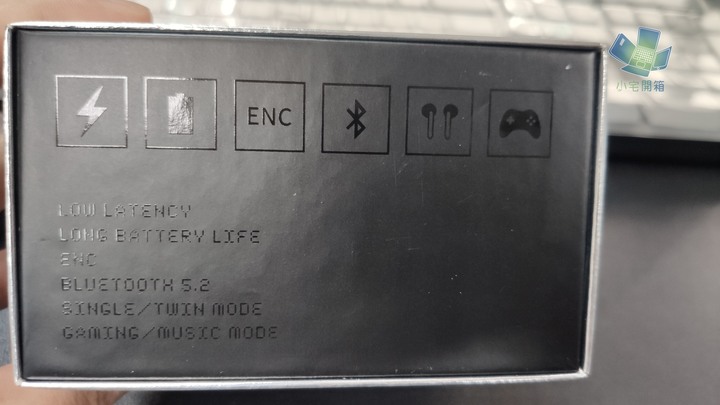 小宅開箱
ENC
LOW LATENCY
LONG BATTERY LIFE
ENC
BLUETOOTH 5.2
SINGLE/TWIN MODE
GAMING/MUSIC MODE